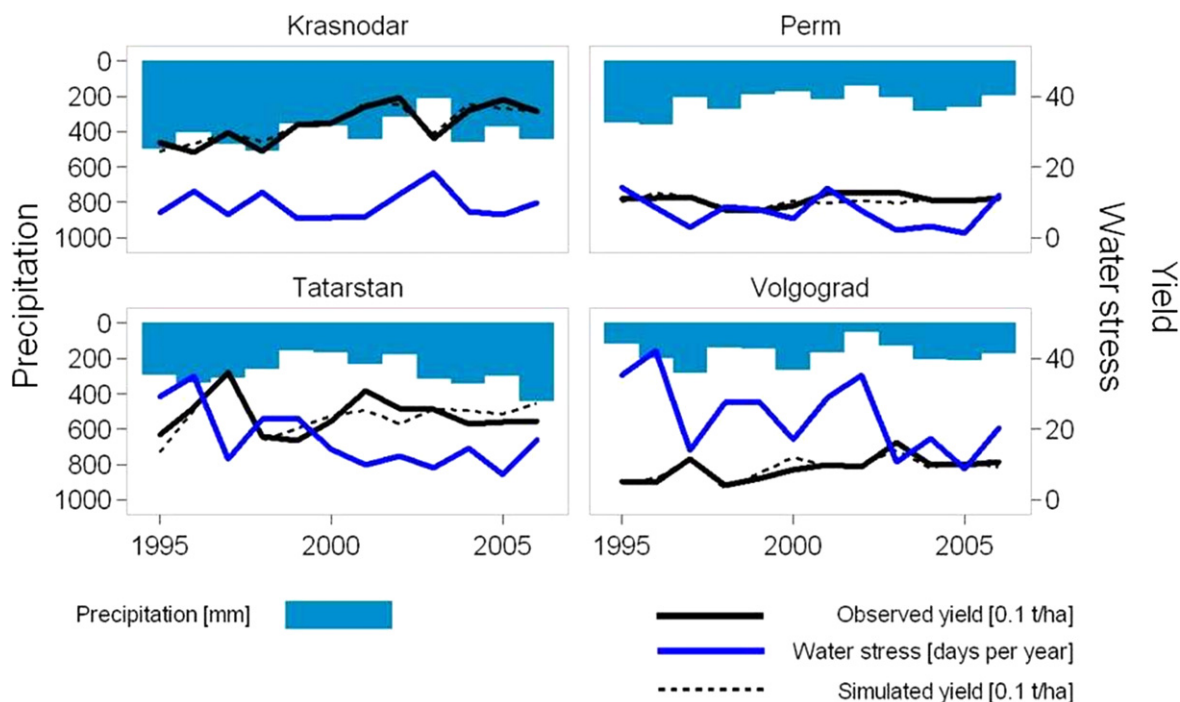 Krasnodar
Perm
0
200
400
600
800
1000
40
20
0
Tatarstan
Volgograd
0
200
400
600
800
1000
40
20
0
1995
2000
2005
1995
2000
2005
Precipitation
Water stress
Yield
Precipitation [mm]
Observed yield [0.1 t/ha]
Water stress [days per year]
Simulated yield [0.1 t/ha]